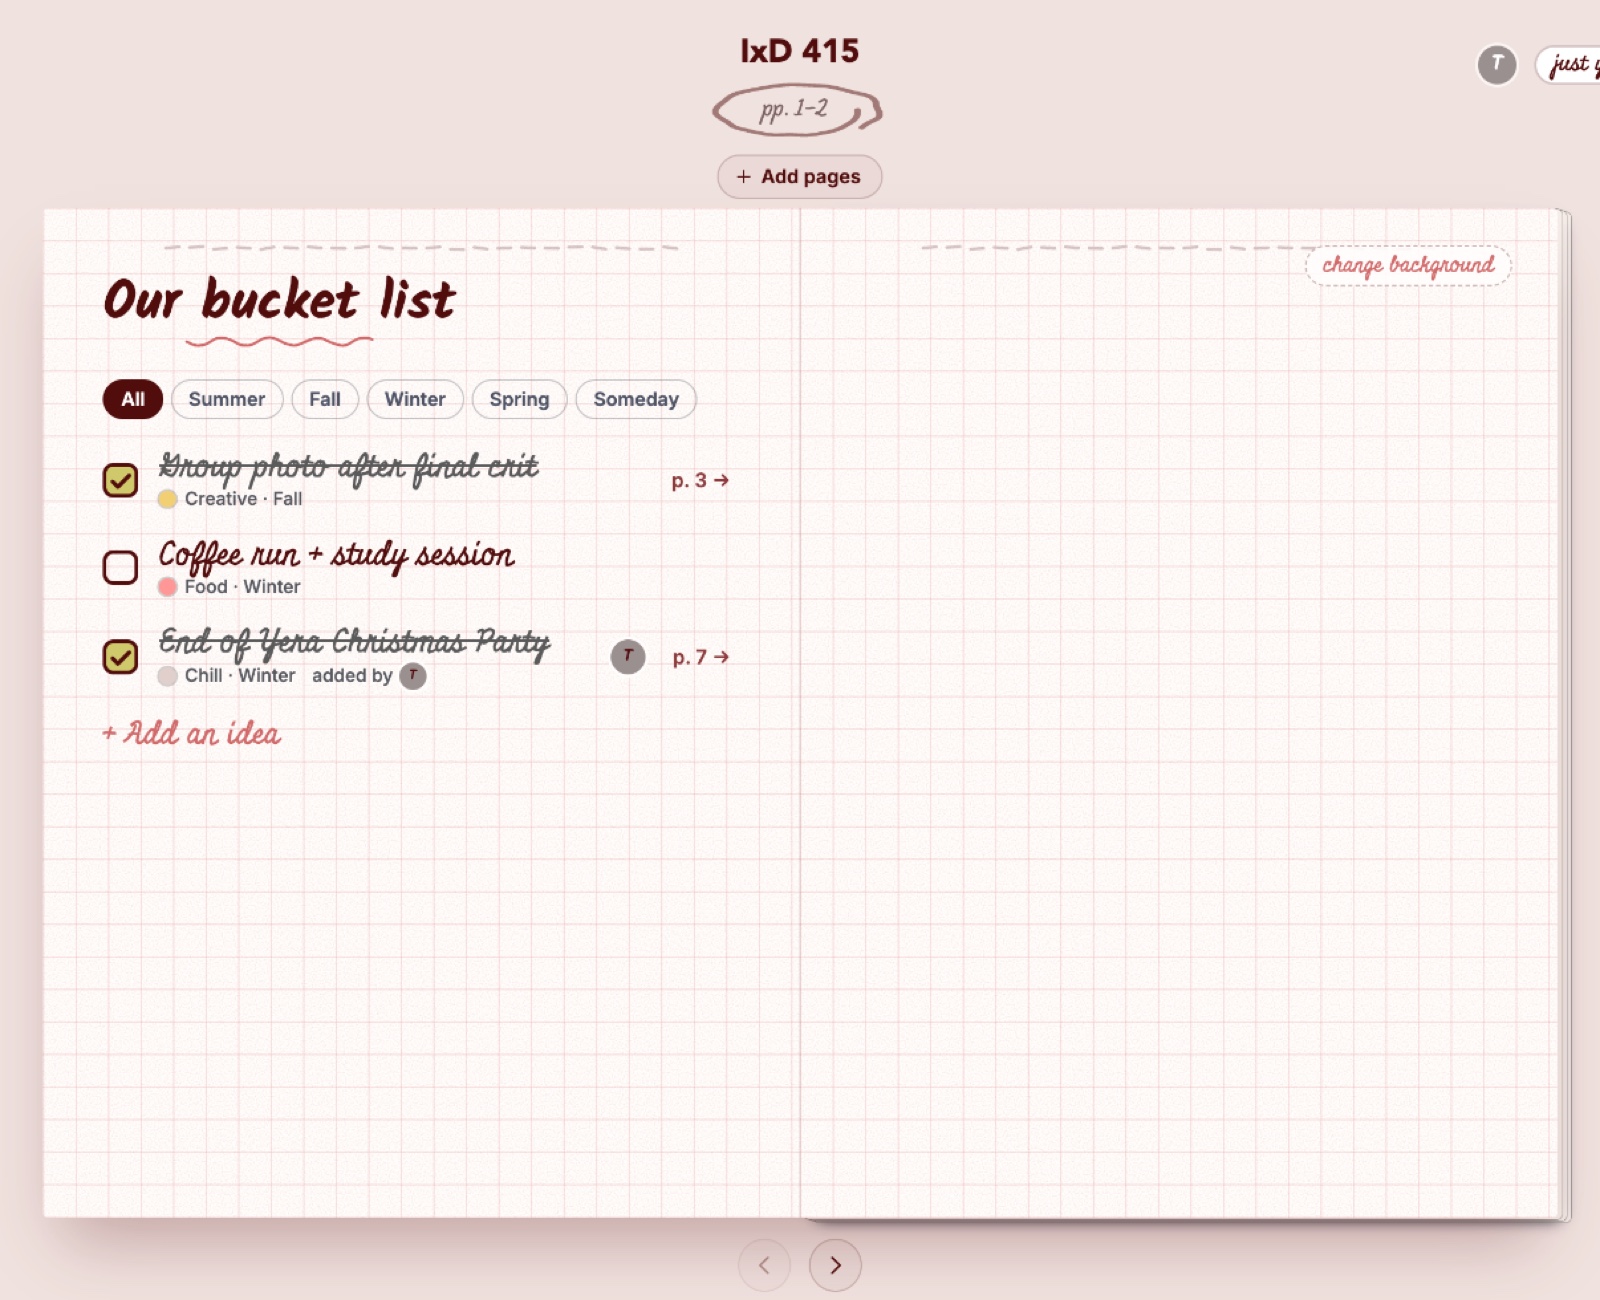 IxD 415
T
just
pp. 1-2
+ Add pages
change background
Our bucket list
All Summer Fall Winter Spring Someday
Group photo after final crit
Creative · Fall
p. 3 →
Coffee run + study session
Food · Winter
End of Yera Christmas Party
Chill · Winter added by T
T
p. 7 →
+ Add an idea